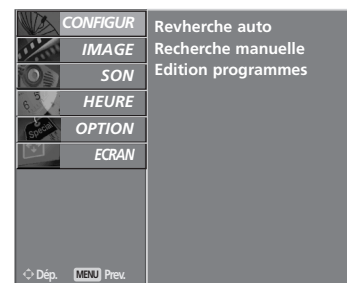 CONFIGUR
IMAGE
SON
HEURE
OPTION
ECRAN
Revherche auto
Recherche manuelle
Edition programmes
Dép. MENU Prev.